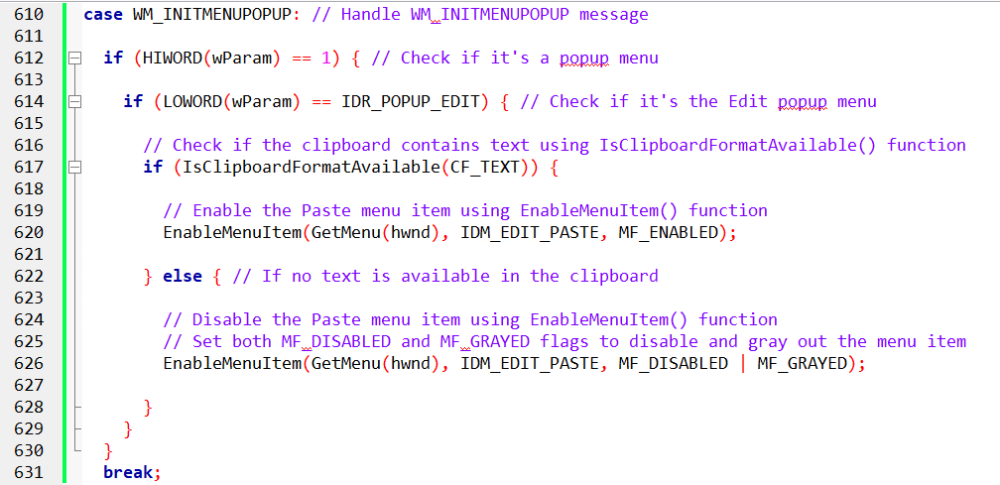 610 case WM_INITMENUPOPUP: // Handle WM_INITMENUPOPUP message
611
612 if (HIWORD(wParam) == 1) { // Check if it's a popup menu
613
614 if (LOWORD(wParam) == IDR_POPUP_EDIT) { // Check if it's the Edit popup menu
615
616 // Check if the clipboard contains text using IsClipboardFormatAvailable() function
617 if (IsClipboardFormatAvailable(CF_TEXT)) {
618
619 // Enable the Paste menu item using EnableMenuItem() function
620 EnableMenuItem(GetMenu(hwnd), IDM_EDIT_PASTE, MF_ENABLED);
621
622 } else { // If no text is available in the clipboard
623
624 // Disable the Paste menu item using EnableMenuItem() function
625 // Set both MF_DISABLED and MF_GRAYED flags to disable and gray out the menu item
626 EnableMenuItem(GetMenu(hwnd), IDM_EDIT_PASTE, MF_DISABLED | MF_GRAYED);
627
628 }
629 }
630 }
631 break;